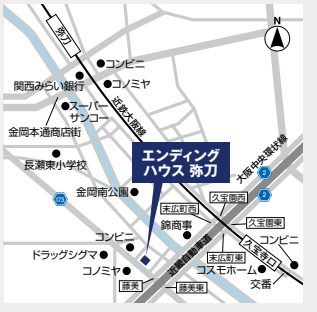 N
弥刀
コンビニ
関西みらい銀行
コノミヤ
スーパー
サンコー
近鉄大阪線
金岡本通商店街
長瀬東小学校
エンディング
ハウス 弥刀
大阪中央環状線
2
2
173
金岡南公園
末広町西
久宝園西
久宝園東
錦商事
コンビニ
末広町東
久宝寺口
コンビニ
ドラッグシグマ
近畿自動車道
コスモホーム
コノミヤ
藤美
藤美東
交番